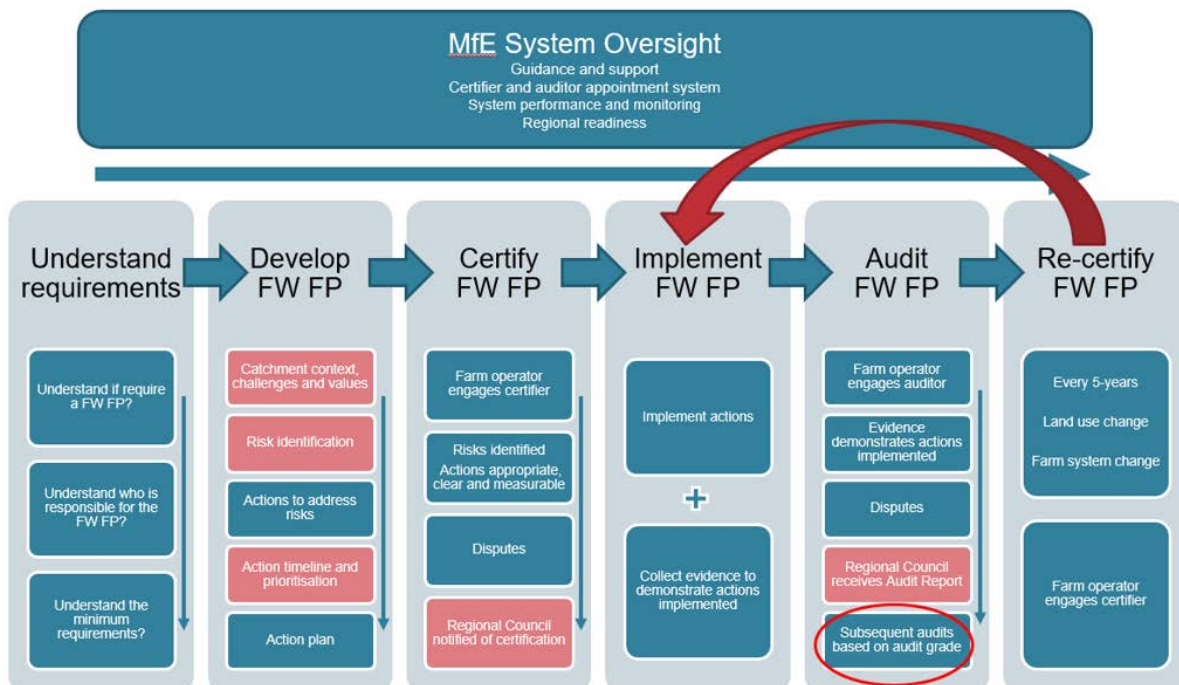 MfE System Oversight
Guidance and support
Certifier and auditor appointment system
System performance and monitoring
Regional readiness
Understand
requirements
Understand if require
a FW FP?
Understand who is
responsible for the
FW FP?
Understand the
minimum
requirements?
Develop
FW FP
Catchment context,
challenges and values
Risk identification
Actions to address
risks
Action timeline and
prioritisation
Action plan
Certify
FW FP
Farm operator
engages certifier
Risks identified
Actions appropriate,
clear and measurable
Disputes
Regional Council
notified of certification
Implement
FW FP
Implement actions
+
Collect evidence to
demonstrate actions
implemented
Audit
FW FP
Farm operator
engages auditor
Evidence
demonstrates actions
implemented
Disputes
Regional Council
receives Audit Report
Subsequent audits
based on audit grade
Re-certify
FW FP
Every 5-years
Land use change
Farm system change
Farm operator
engages certifier